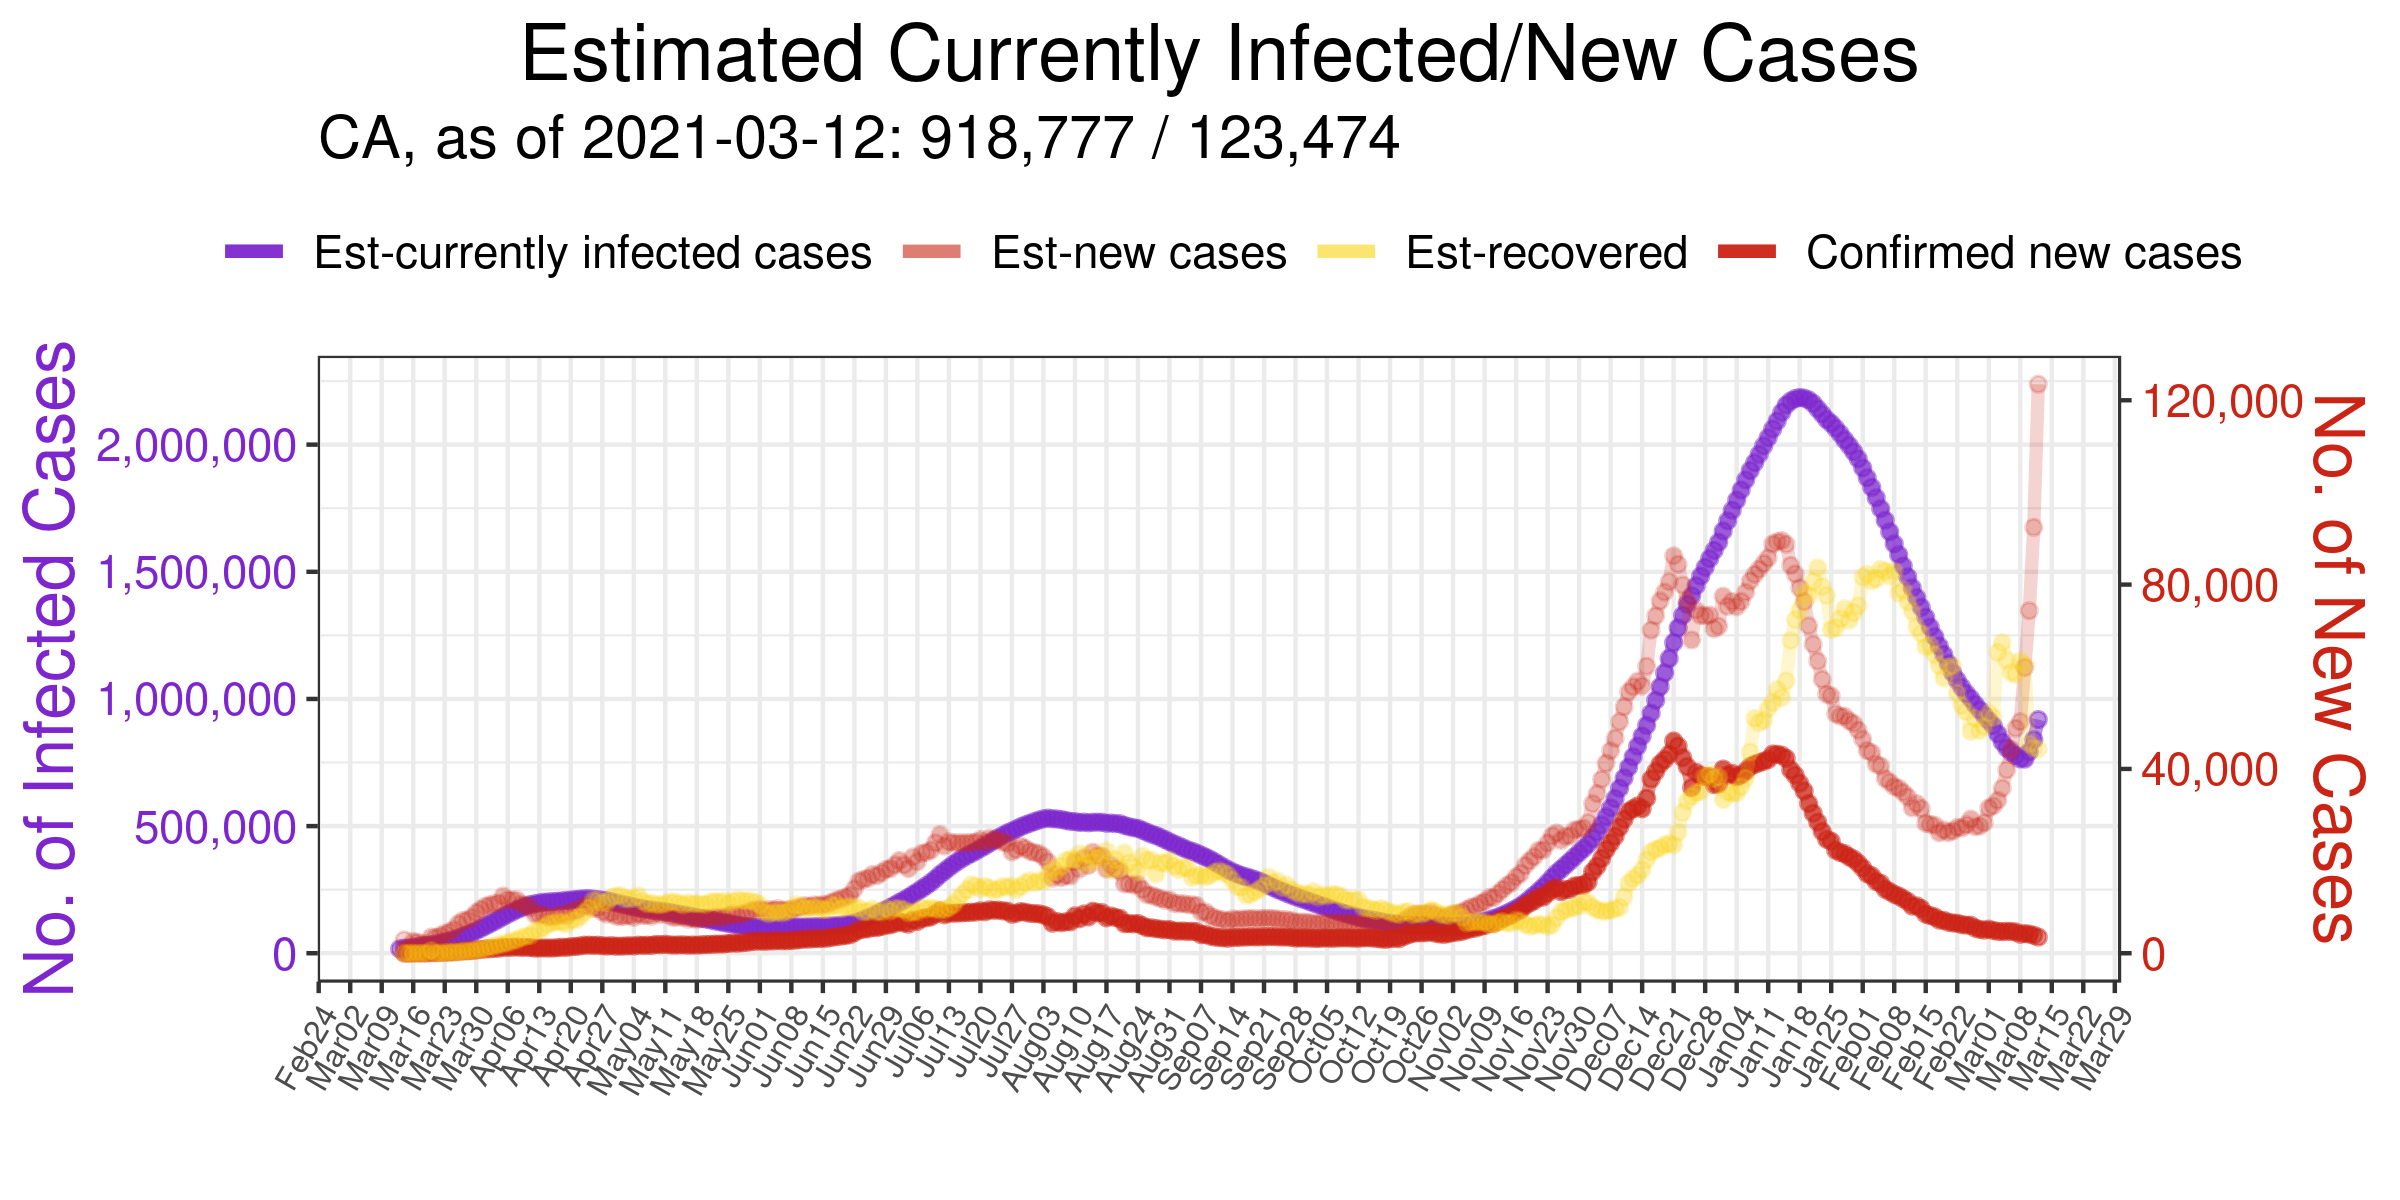 Estimated Currently Infected/New Cases
CA, as of 2021-03-12: 918,777 / 123,474
Est-currently infected cases Est-new cases Est-recovered Confirmed new cases
No. of Infected Cases
2,000,000
1,500,000
1,000,000
500,000
0
120,000
80,000
40,000
0
No. of New Cases
Feb24 Mar02 Mar09 Mar16 Mar23 Mar30 Apr06 Apr13 Apr20 Apr27 May04 May11 May18 May25 Jun01 Jun08 Jun15 Jun22 Jun29 Jul06 Jul13 Jul20 Jul27 Aug03 Aug10 Aug17 Aug24 Aug31 Sep07 Sep14 Sep21 Sep28 Oct05 Oct12 Oct19 Oct26 Nov02 Nov09 Nov16 Nov23 Nov30 Dec07 Dec14 Dec21 Dec28 Jan04 Jan11 Jan18 Jan25 Feb01 Feb08 Feb15 Feb22 Mar01 Mar08 Mar15 Mar22 Mar29